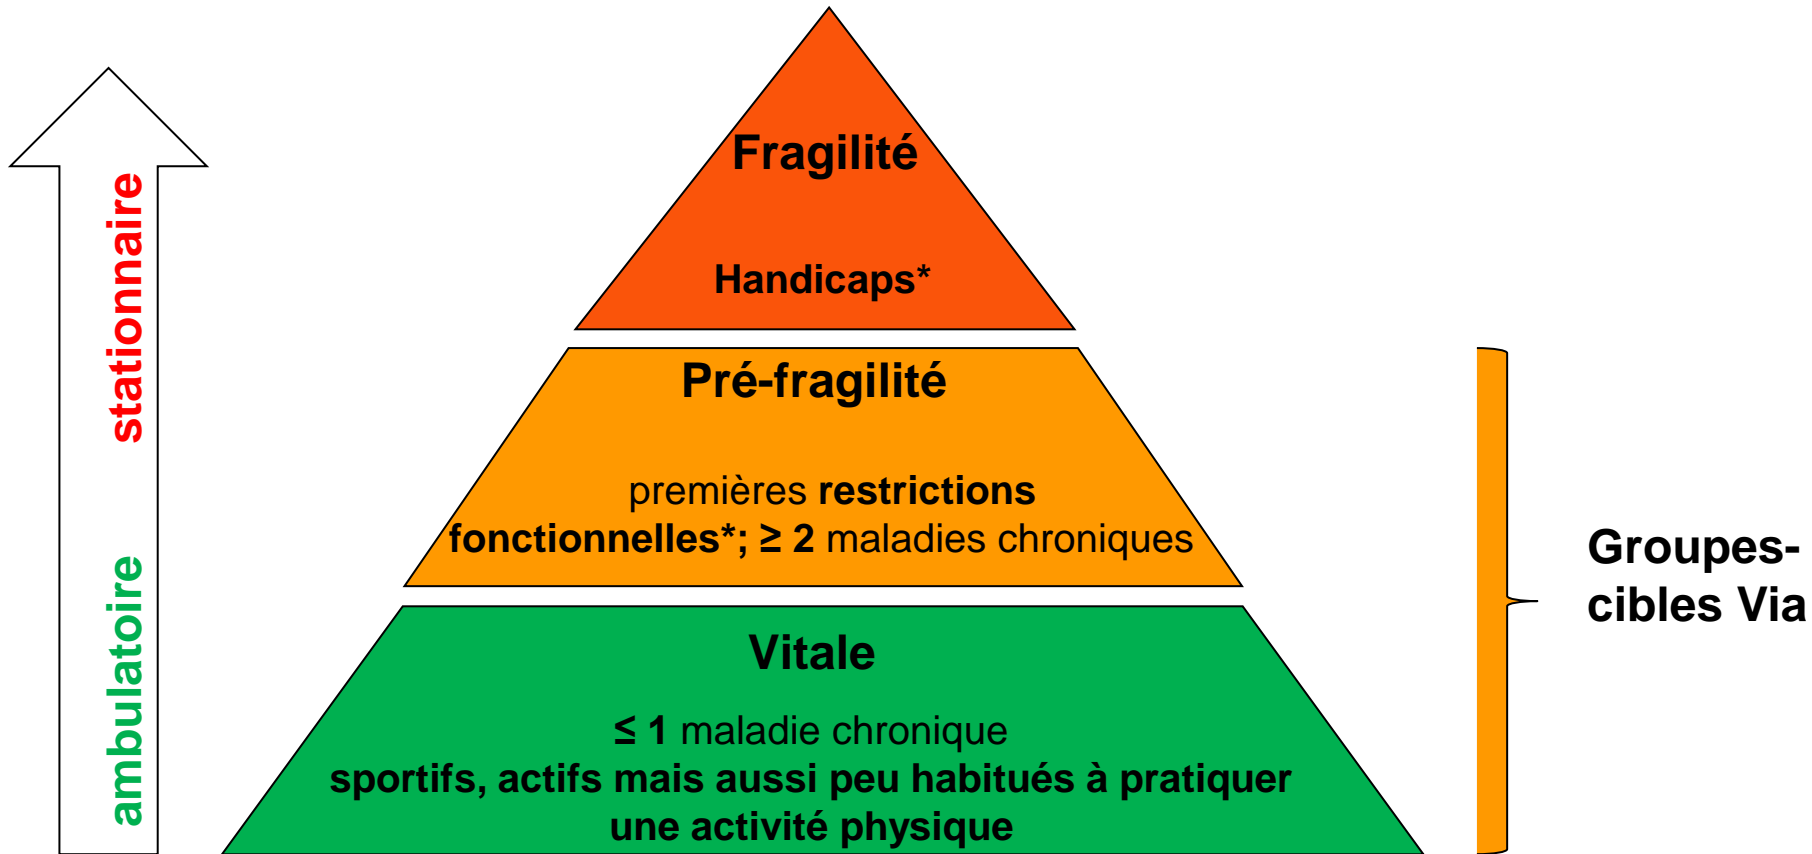 Fragilité
Handicaps*
Pré-fragilité
premières restrictions
fonctionnelles*; ≥ 2 maladies chroniques
Vitale
≤ 1 maladie chronique
sportifs, actifs mais aussi peu habitués à pratiquer
une activité physique
stationnaire
ambulatoire
Groupes-
cibles Via